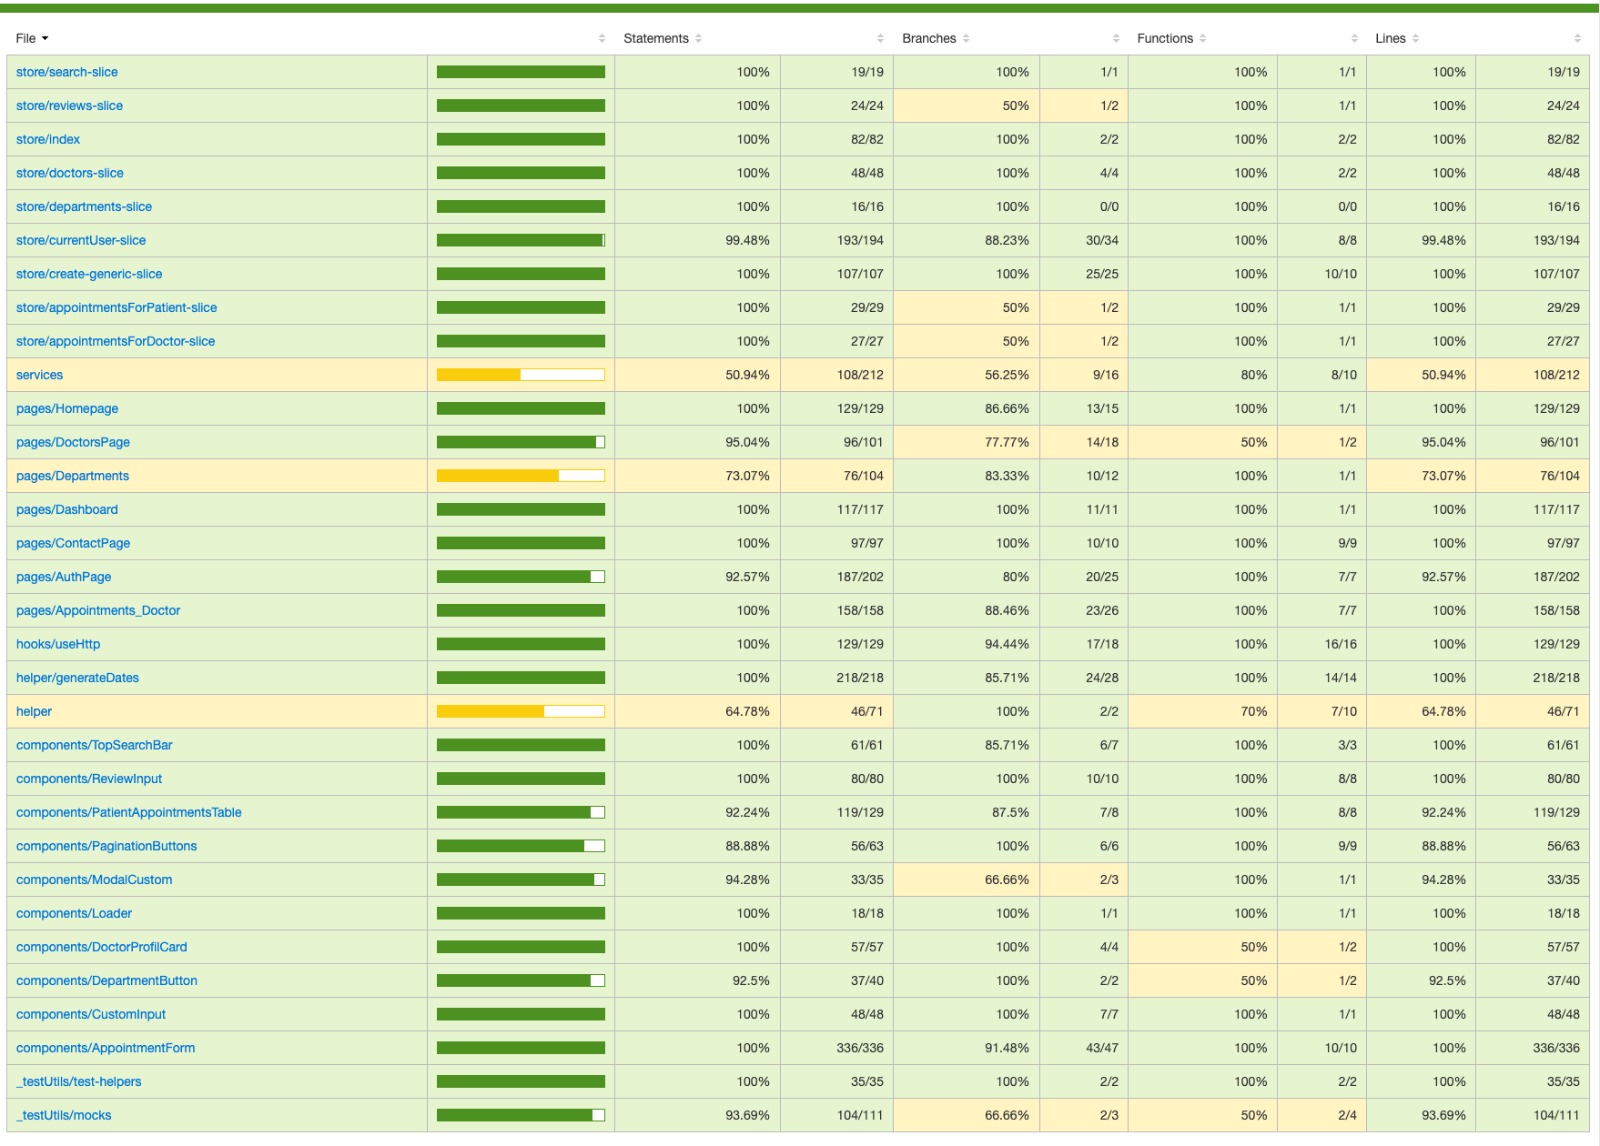 File Statements Branches Functions Lines
store/search-slice 100% 19/19 100% 1/1 100% 1/1 100% 19/19
store/reviews-slice 100% 24/24 50% 1/2 100% 1/1 100% 24/24
store/index 100% 82/82 100% 2/2 100% 2/2 100% 82/82
store/doctors-slice 100% 48/48 100% 4/4 100% 2/2 100% 48/48
store/departments-slice 100% 16/16 100% 0/0 100% 0/0 100% 16/16
store/currentUser-slice 99.48% 193/194 88.23% 30/34 100% 8/8 99.48% 193/194
store/create-generic-slice 100% 107/107 100% 25/25 100% 10/10 100% 107/107
store/appointmentsForPatient-slice 100% 29/29 50% 1/2 100% 1/1 100% 29/29
store/appointmentsForDoctor-slice 100% 27/27 50% 1/2 100% 1/1 100% 27/27
services 50.94% 108/212 56.25% 9/16 80% 8/10 50.94% 108/212
pages/Homepage 100% 129/129 86.66% 13/15 100% 1/1 100% 129/129
pages/DoctorsPage 95.04% 96/101 77.77% 14/18 50% 1/2 95.04% 96/101
pages/Departments 73.07% 76/104 83.33% 10/12 100% 1/1 73.07% 76/104
pages/Dashboard 100% 117/117 100% 11/11 100% 1/1 100% 117/117
pages/ContactPage 100% 97/97 100% 10/10 100% 9/9 100% 97/97
pages/AuthPage 92.57% 187/202 80% 20/25 100% 7/7 92.57% 187/202
pages/Appointments_Doctor 100% 158/158 88.46% 23/26 100% 7/7 100% 158/158
hooks/useHttp 100% 129/129 94.44% 17/18 100% 16/16 100% 129/129
helper/generateDates 100% 218/218 85.71% 24/28 100% 14/14 100% 218/218
helper 64.78% 46/71 100% 2/2 70% 7/10 64.78% 46/71
components/TopSearchBar 100% 61/61 85.71% 6/7 100% 3/3 100% 61/61
components/ReviewInput 100% 80/80 100% 10/10 100% 8/8 100% 80/80
components/PatientAppointmentsTable 92.24% 119/129 87.5% 7/8 100% 8/8 92.24% 119/129
components/PaginationButtons 88.88% 56/63 100% 6/6 100% 9/9 88.88% 56/63
components/ModalCustom 94.28% 33/35 66.66% 2/3 100% 1/1 94.28% 33/35
components/Loader 100% 18/18 100% 1/1 100% 1/1 100% 18/18
components/DoctorProfilCard 100% 57/57 100% 4/4 50% 1/2 100% 57/57
components/DepartmentButton 92.5% 37/40 100% 2/2 50% 1/2 92.5% 37/40
components/CustomInput 100% 48/48 100% 7/7 100% 1/1 100% 48/48
components/AppointmentForm 100% 336/336 91.48% 43/47 100% 10/10 100% 336/336
_testUtils/test-helpers 100% 35/35 100% 2/2 100% 2/2 100% 35/35
_testUtils/mocks 93.69% 104/111 66.66% 2/3 50% 2/4 93.69% 104/111